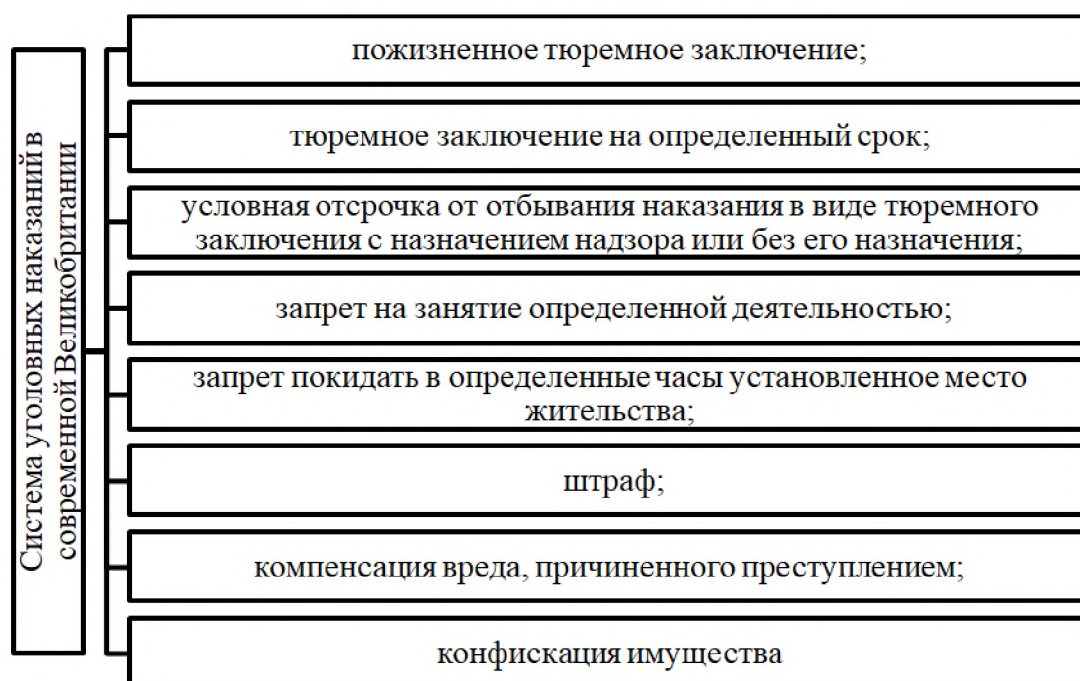 Система уголовных наказаний в
современной Великобритании
пожизненное тюремное заключение;
тюремное заключение на определенный срок;
условная отсрочка от отбывания наказания в виде тюремного
заключения с назначением надзора или без его назначения;
запрет на занятие определенной деятельностью;
запрет покидать в определенные часы установленное место
жительства;
штраф;
компенсация вреда, причиненного преступлением;
конфискация имущества